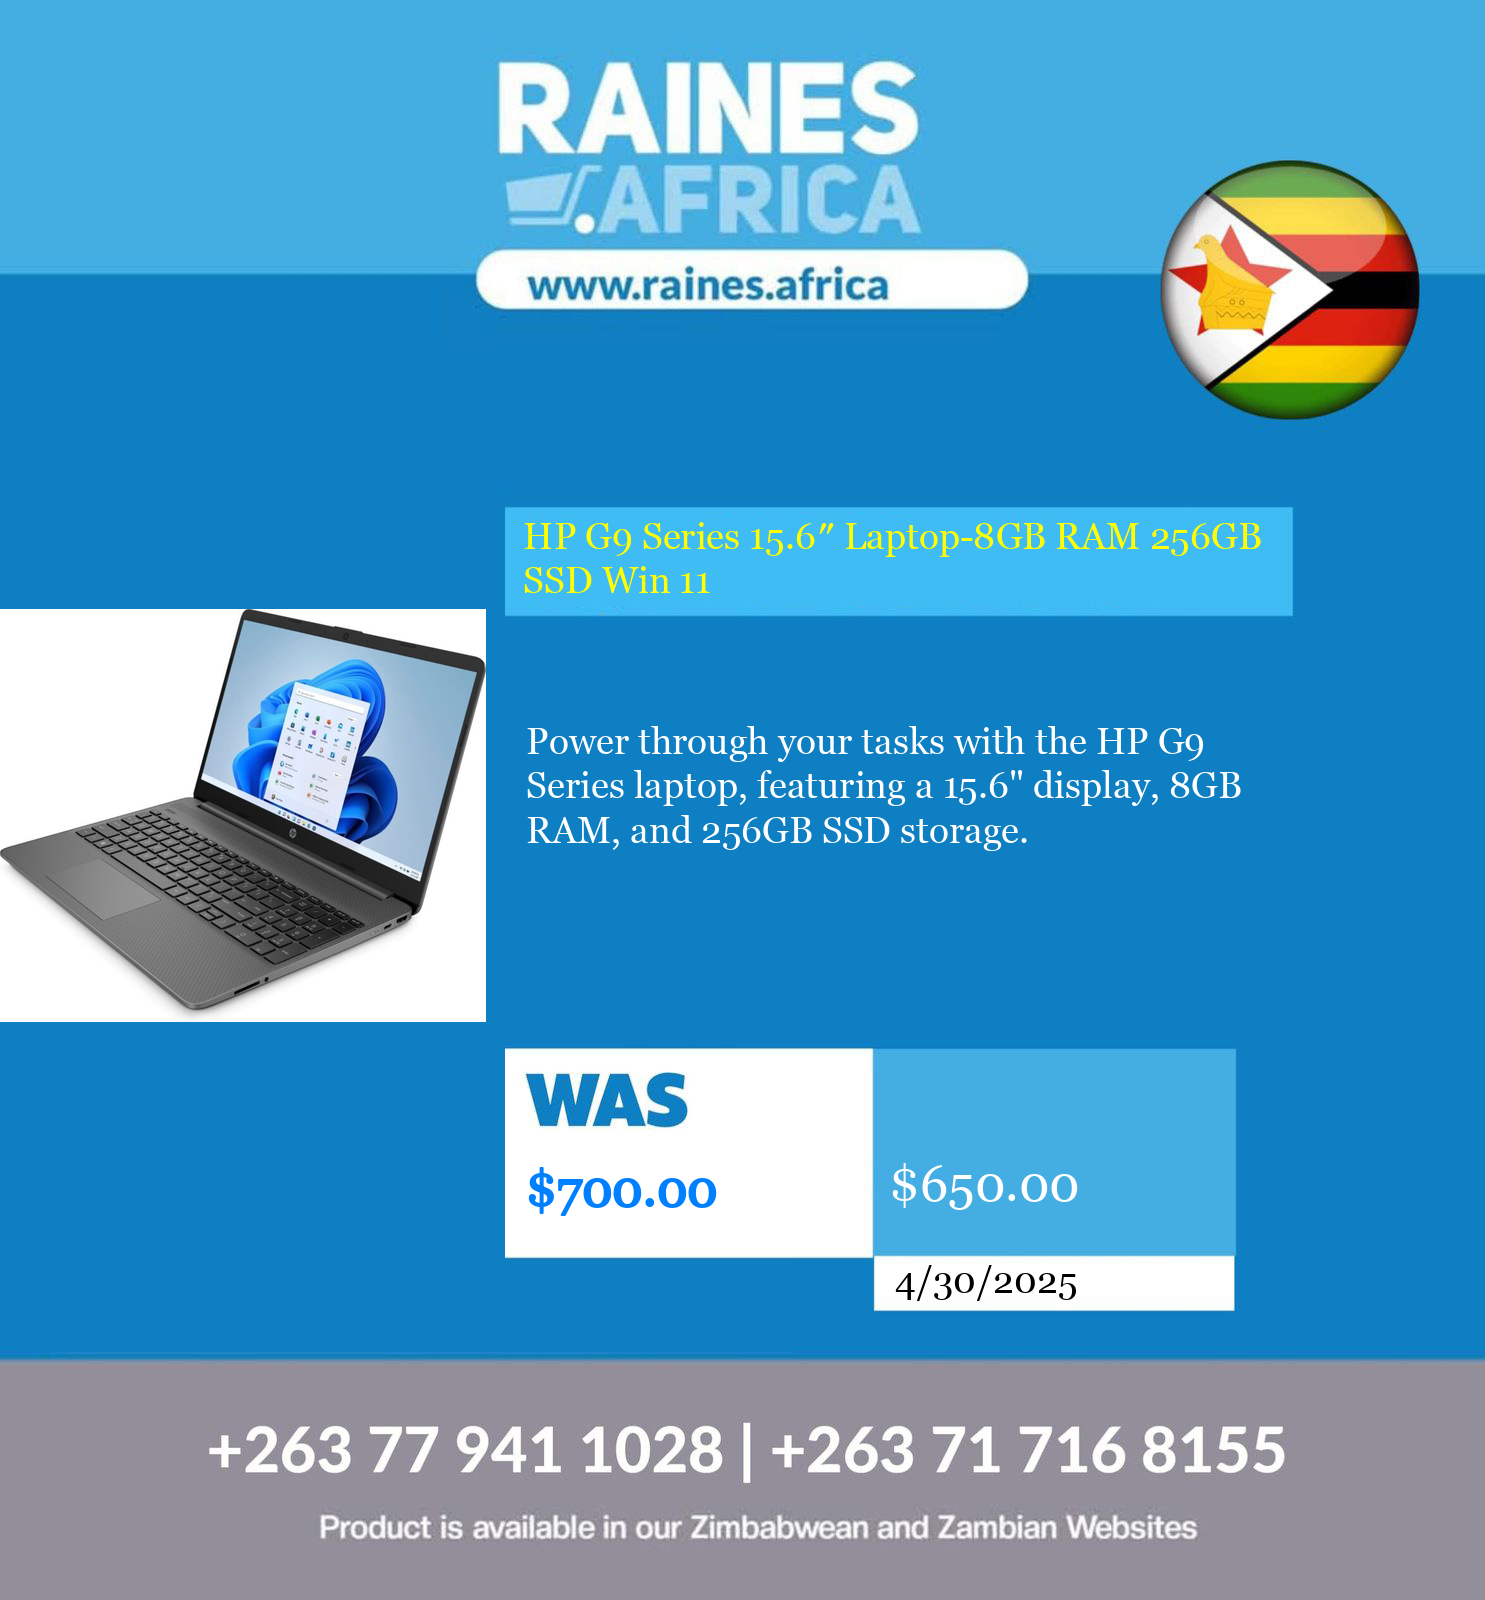 RAINES
.AFRICA
www.raines.africa
HP G9 Series 15.6″ Laptop-8GB RAM 256GB
SSD Win 11
Power through your tasks with the HP G9
Series laptop, featuring a 15.6" display, 8GB
RAM, and 256GB SSD storage.
WAS
$700.00
$650.00
4/30/2025
+263 77 941 1028 | +263 71 716 8155
Product is available in our Zimbabwean and Zambian Websites